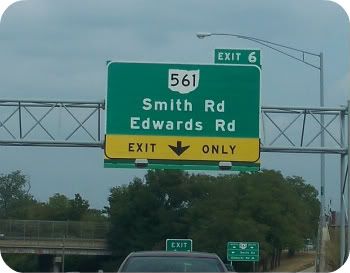 EXIT 6
561
Smith Rd
Edwards Rd
EXIT ONLY
EXIT